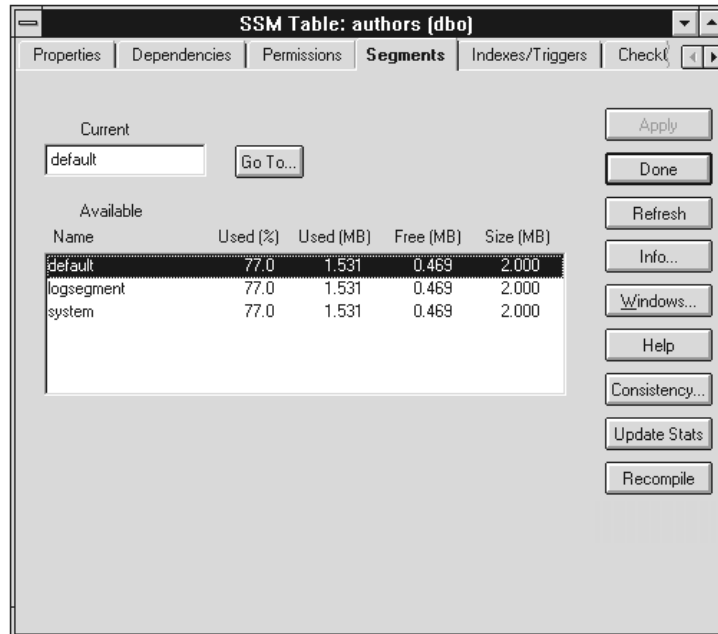 SSM Table: authors (dbo)
Properties Dependencies Permissions Segments Indexes/Triggers Check
Current
default
Go To...
Available
Name Used (%) Used (MB) Free (MB) Size (MB)
default 77.0 1.531 0.469 2.000
logsegment 77.0 1.531 0.469 2.000
system 77.0 1.531 0.469 2.000
Apply
Done
Refresh
Info...
Windows...
Help
Consistency...
Update Stats
Recompile